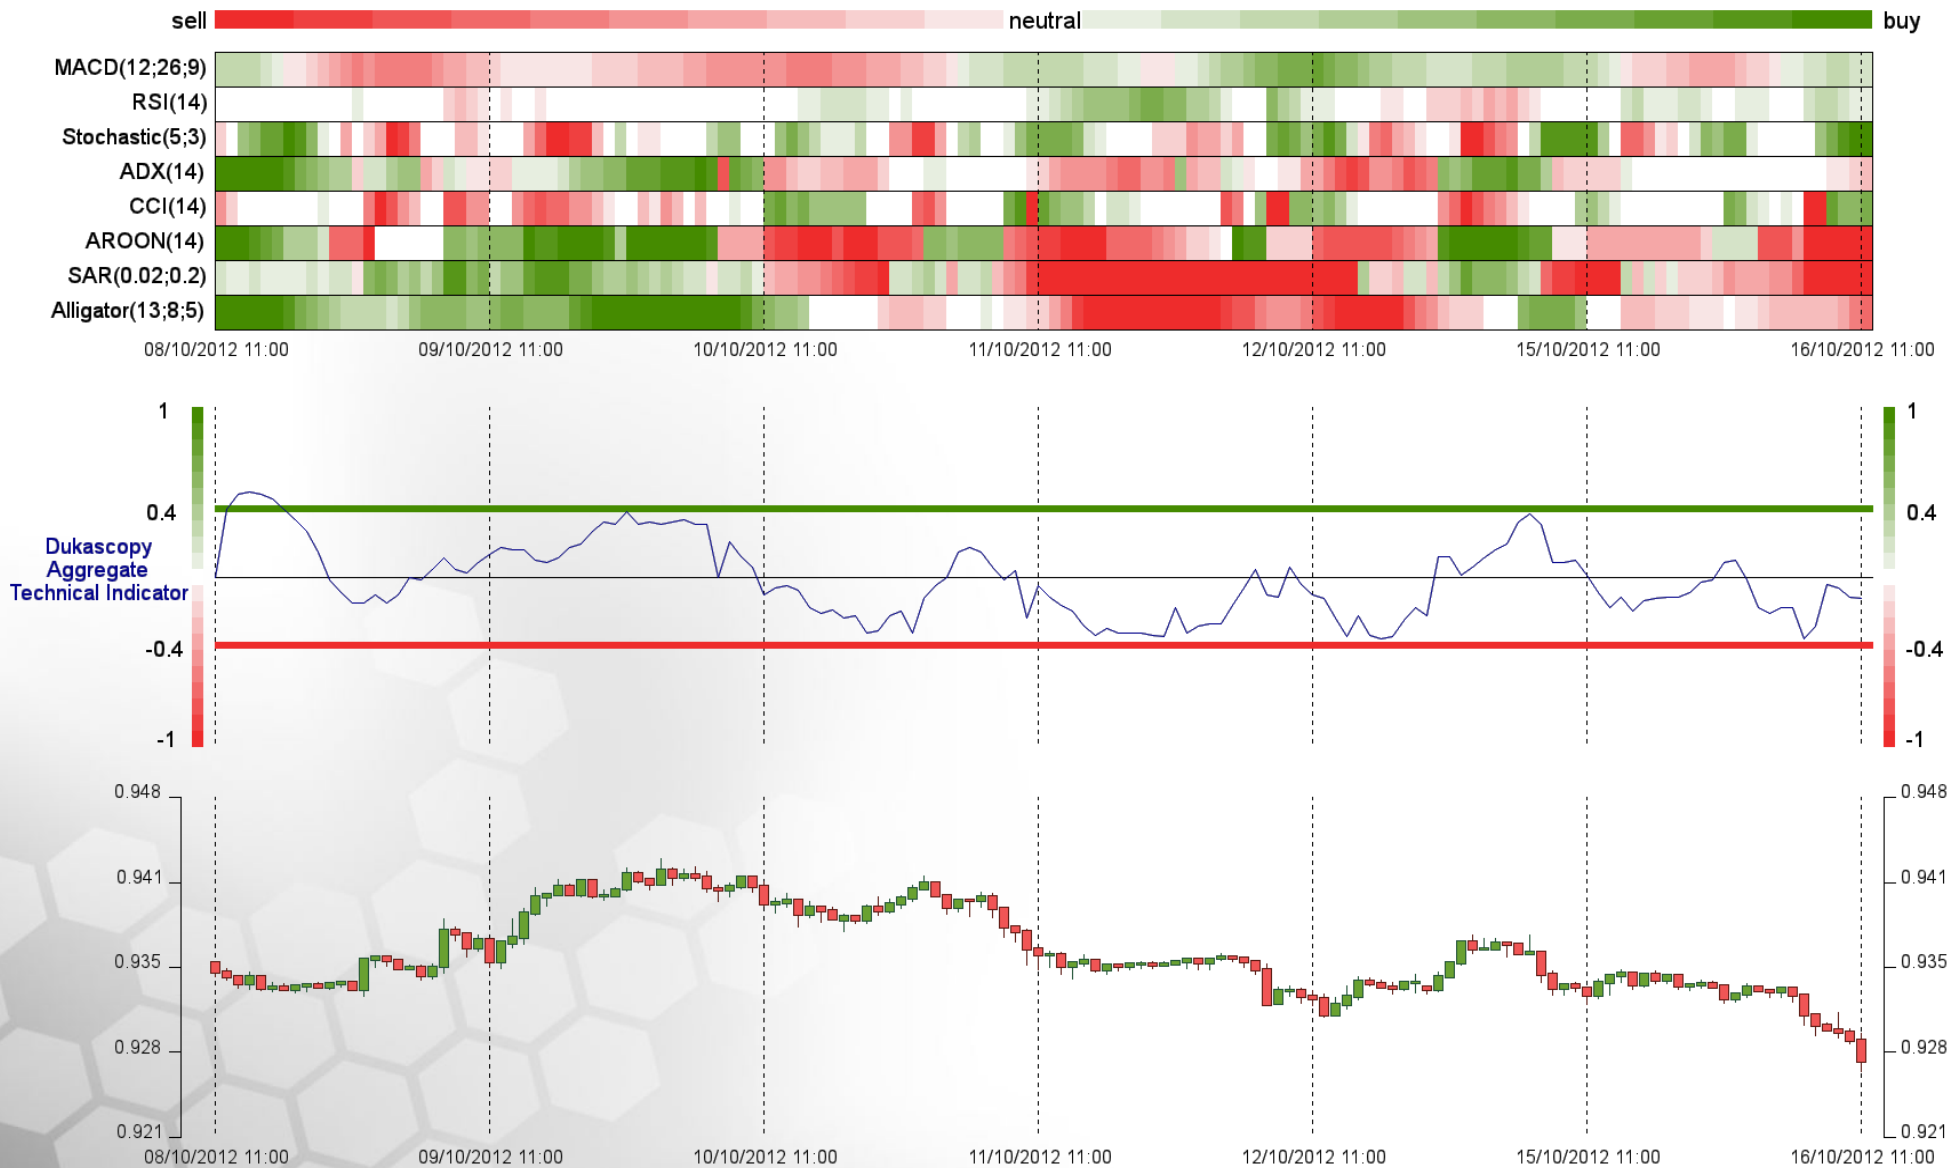 sell neutral buy
MACD(12;26;9)
RSI(14)
Stochastic(5;3)
ADX(14)
CCI(14)
AROON(14)
SAR(0.02;0.2)
Alligator(13;8;5)
08/10/2012 11:00 09/10/2012 11:00 10/10/2012 11:00 11/10/2012 11:00 12/10/2012 11:00 15/10/2012 11:00 16/10/2012 11:00
1 1
0.4 0.4
Dukascopy
Aggregate
Technical Indicator
-0.4 -0.4
-1 -1
0.948 0.948
0.941 0.941
0.935 0.935
0.928 0.928
0.921 0.921
08/10/2012 11:00 09/10/2012 11:00 10/10/2012 11:00 11/10/2012 11:00 12/10/2012 11:00 15/10/2012 11:00 16/10/2012 11:00